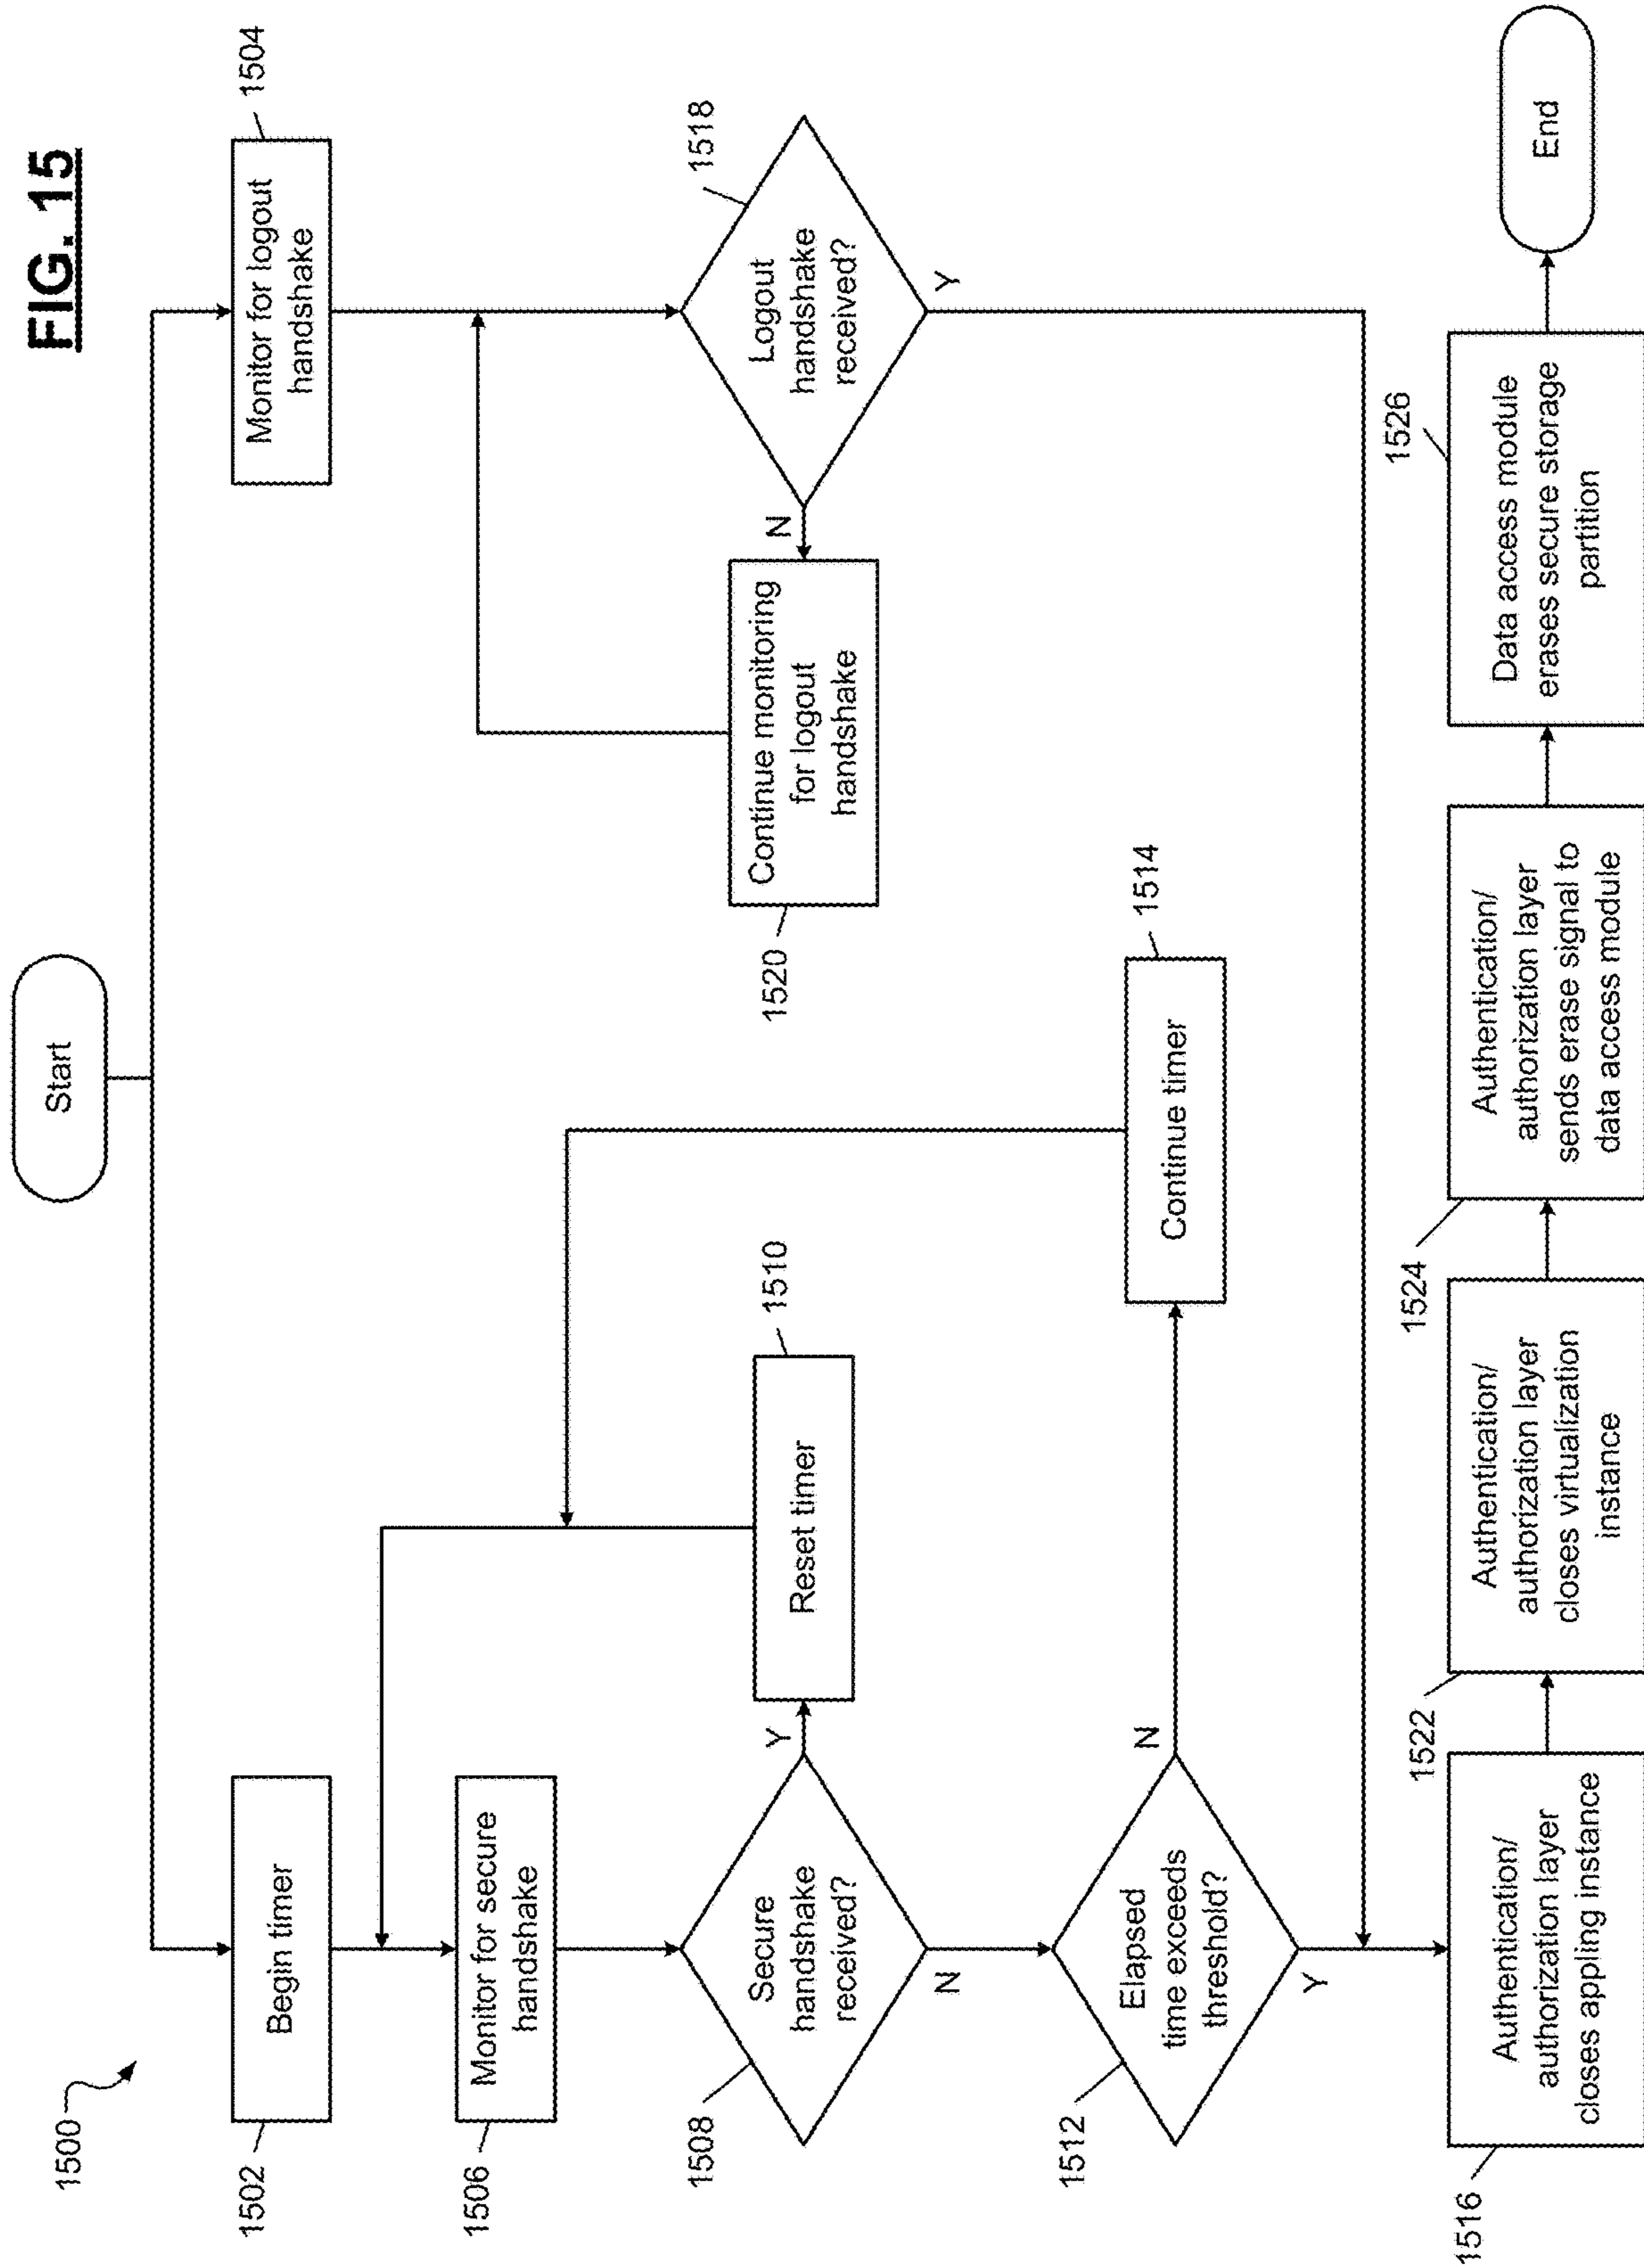 FIG. 15
1500
Start
1502
Begin timer
1504
Monitor for logout
handshake
1506
Monitor for secure
handshake
1508
Secure
handshake
received?
Y
N
1510
Reset timer
1518
Logout
handshake
received?
N
Y
1520
Continue monitoring
for logout
handshake
1512
Elapsed
time exceeds
threshold?
N
Y
1514
Continue timer
1516
Authentication/
authorization layer
closes appling instance
1522
Authentication/
authorization layer
closes virtualization
instance
1524
Authentication/
authorization layer
sends erase signal to
data access module
1526
Data access module
erases secure storage
partition
End